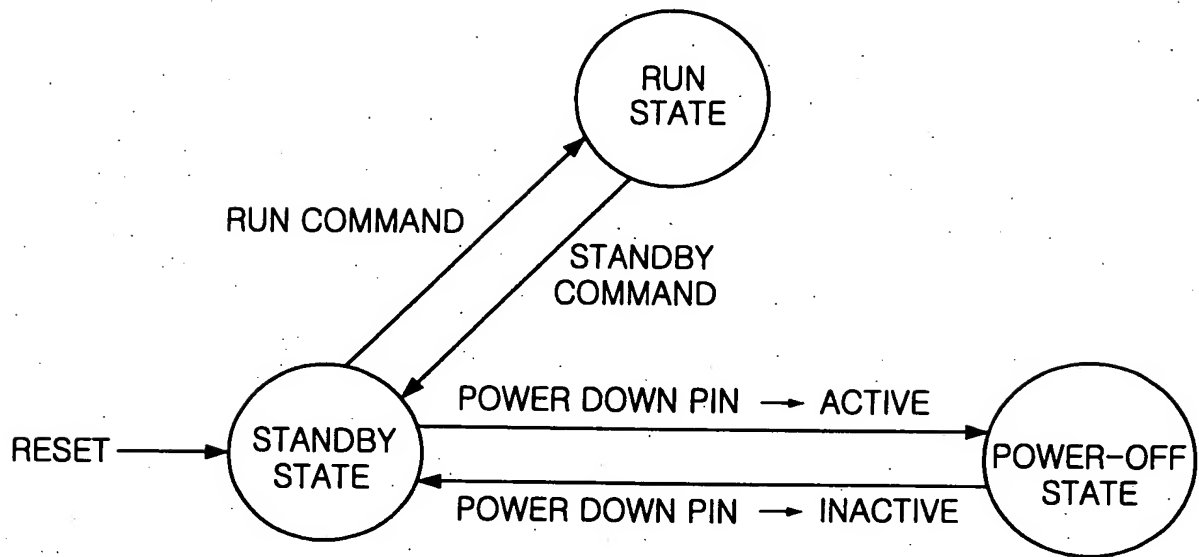 RUN
STATE
RUN COMMAND
STANDBY
COMMAND
POWER DOWN PIN → ACTIVE
RESET
STANDBY
STATE
POWER-OFF
STATE
POWER DOWN PIN → INACTIVE